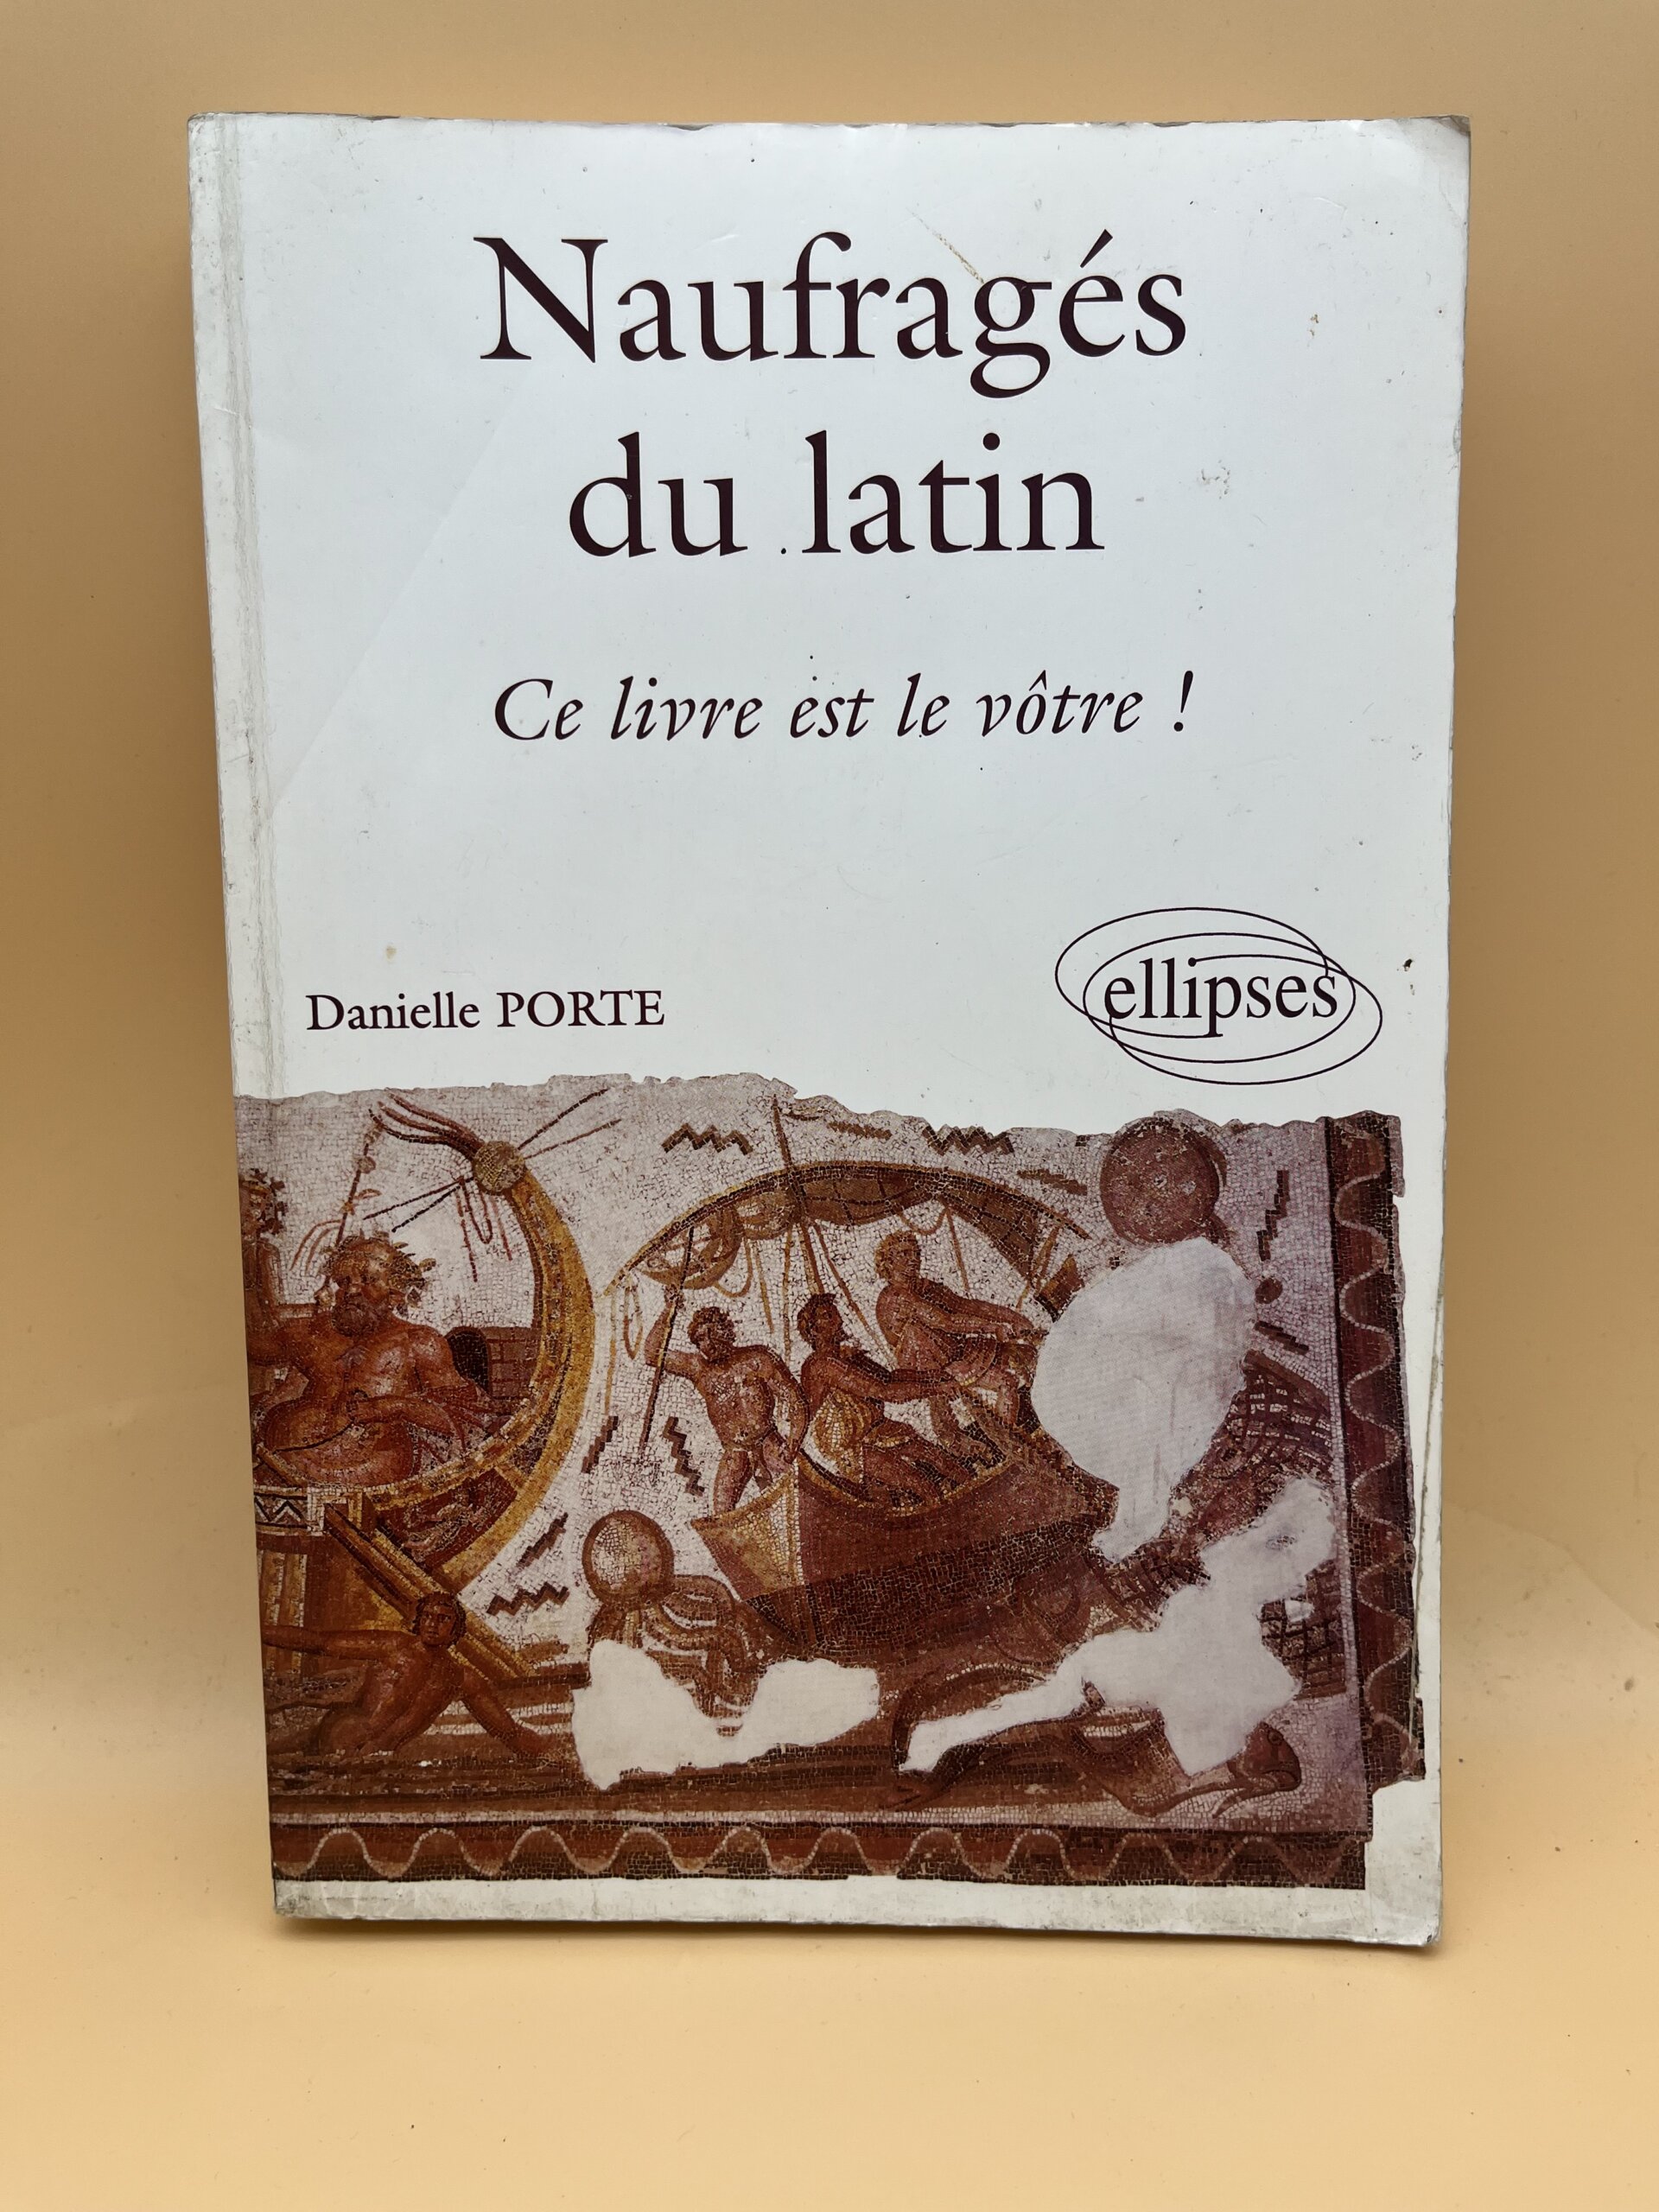 Naufragés
du latin
Ce livre est le vôtre !
Danielle PORTE
ellipses